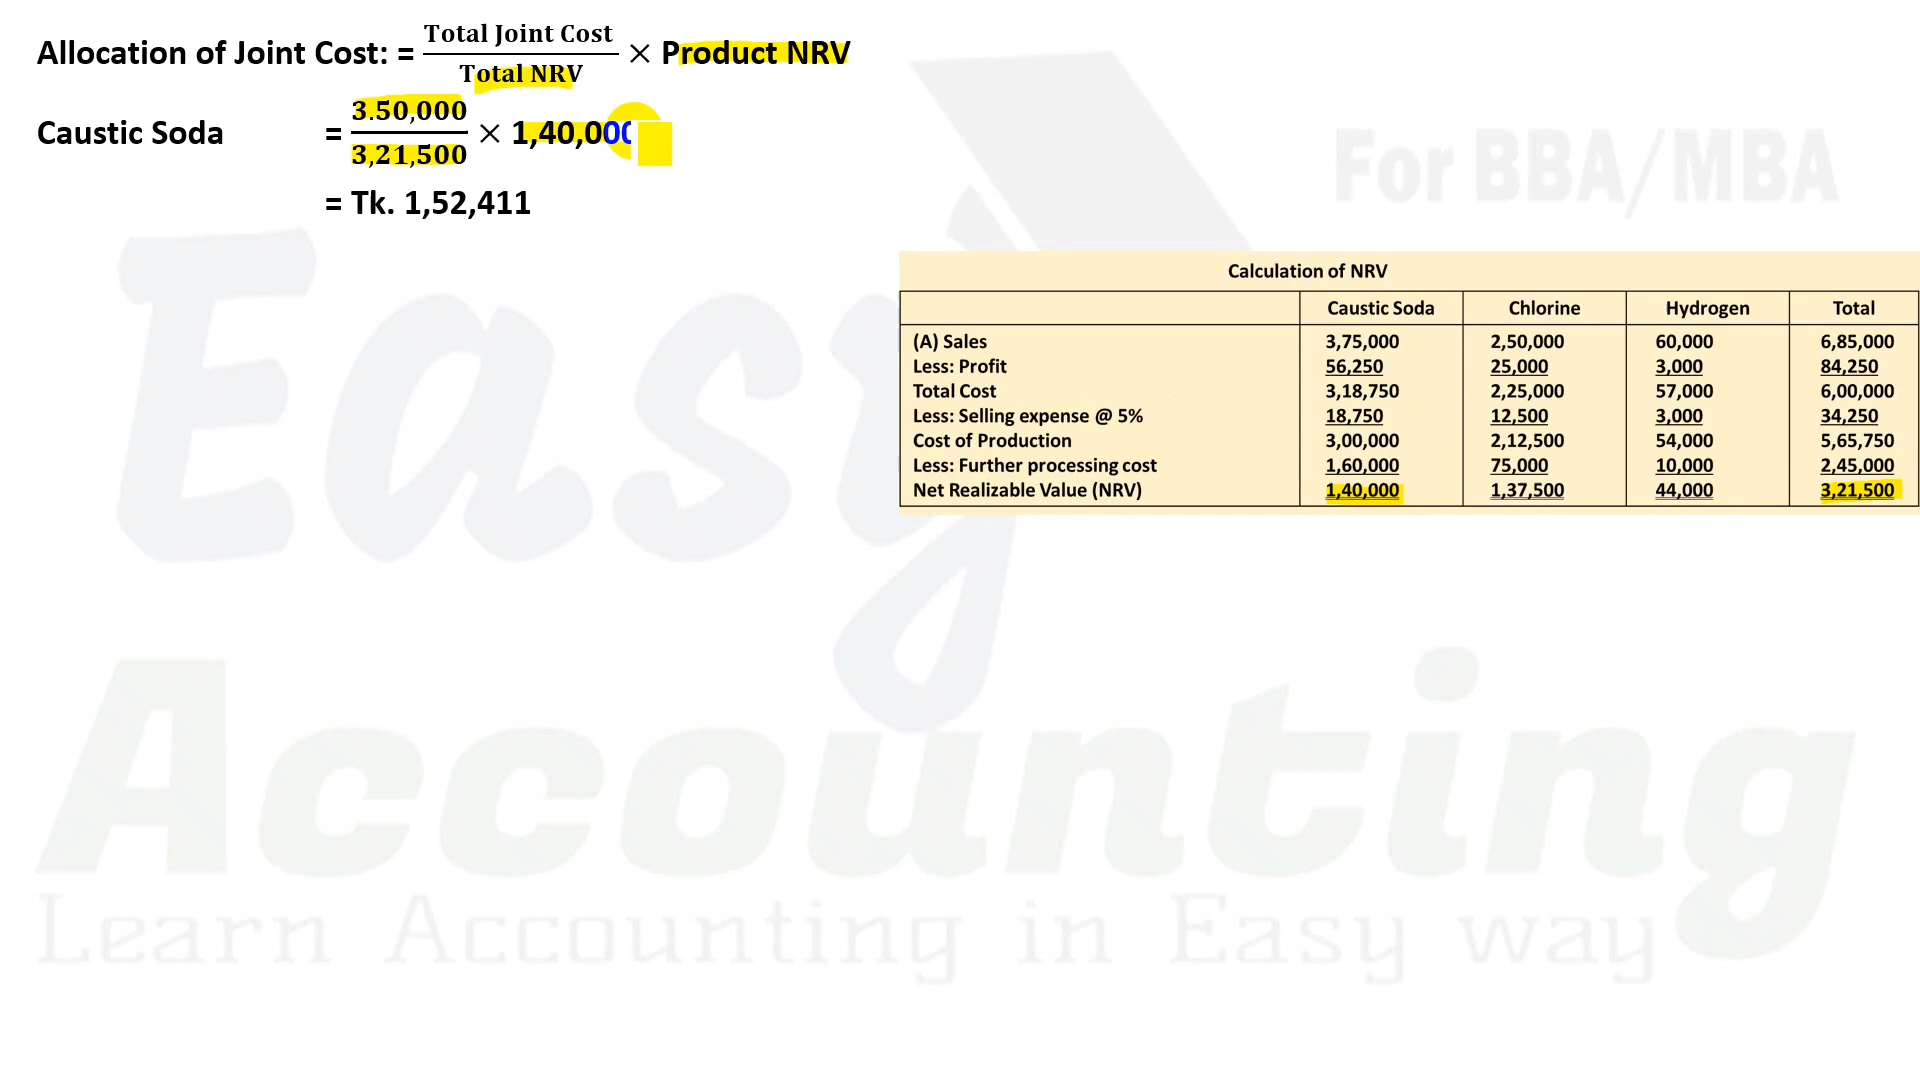 Allocation of Joint Cost: = Total Joint Cost / Total NRV × Product NRV
Caustic Soda = 3.50,000 / 3,21,500 × 1,40,000
= Tk. 1,52,411
For BBA/MBA
Calculation of NRV
Caustic Soda Chlorine Hydrogen Total
(A) Sales 3,75,000 2,50,000 60,000 6,85,000
Less: Profit 56,250 25,000 3,000 84,250
Total Cost 3,18,750 2,25,000 57,000 6,00,000
Less: Selling expense @ 5% 18,750 12,500 3,000 34,250
Cost of Production 3,00,000 2,12,500 54,000 5,65,750
Less: Further processing cost 1,60,000 75,000 10,000 2,45,000
Net Realizable Value (NRV) 1,40,000 1,37,500 44,000 3,21,500
Easy
Accounting
Learn Accounting in Easy way